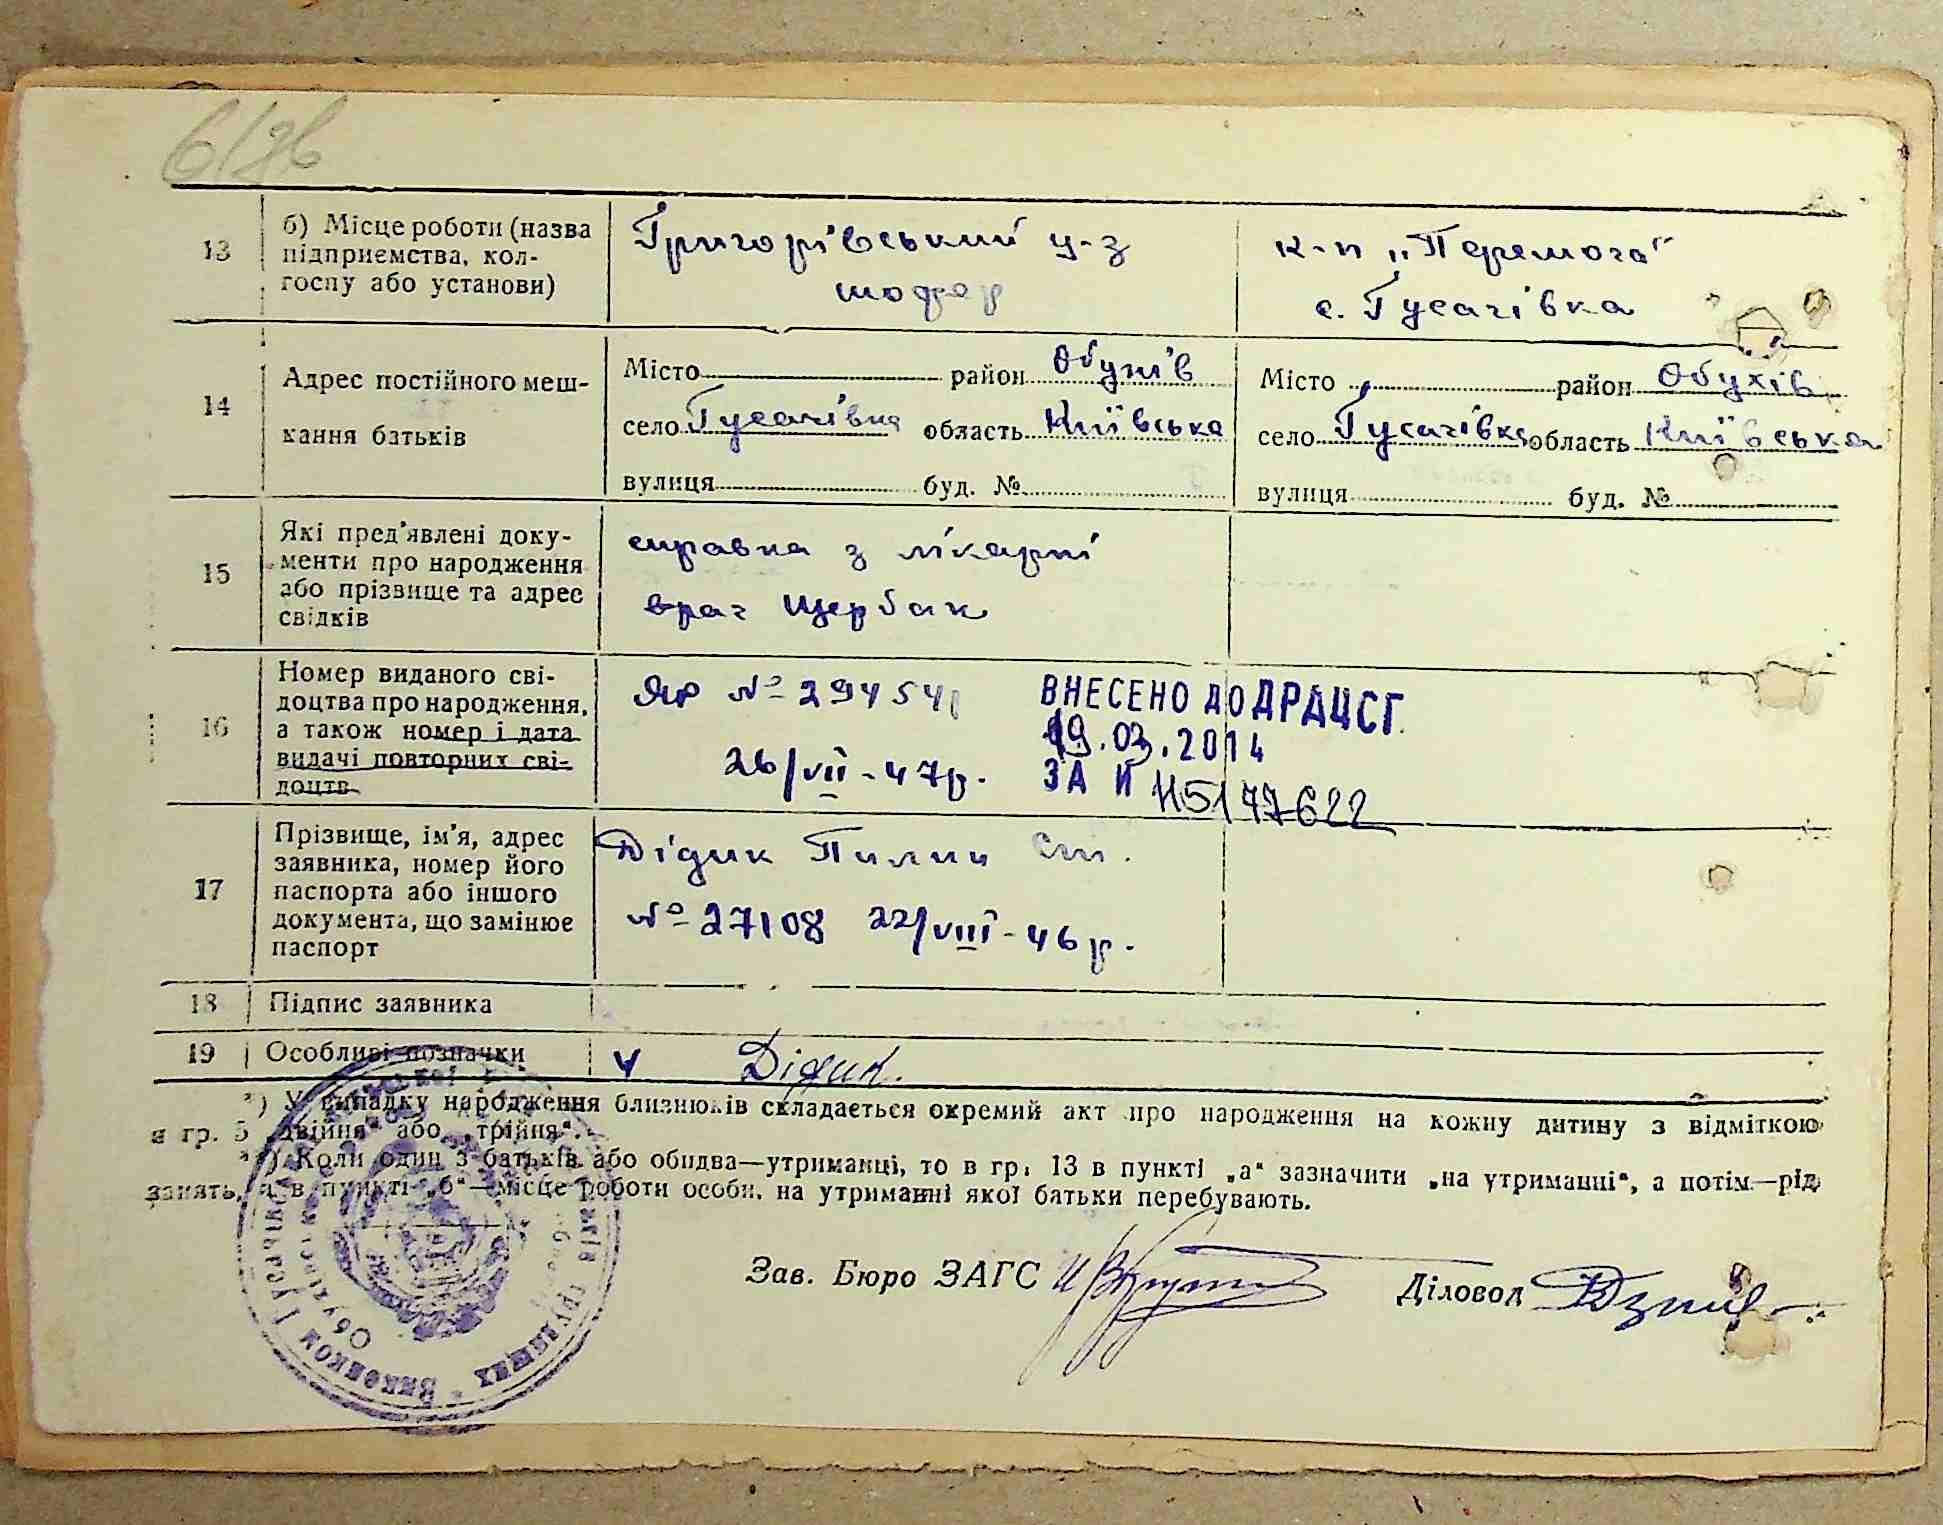 13
б) Місце роботи (назва
підприємства, кол-
госпу або установи)
Григорівський ц-з
шофер
к-п „Перемога"
с. Гусачівка
14
Адрес постійного меш-
кання батьків
Місто район Обухів
село Гусачівка область Київська
вулиця буд. №
Місто район Обухів
село Гусачівка область Київська
вулиця буд. №
15
Які пред'явлені доку-
менти про народження
або прізвище та адрес
свідків
справка з лікарні
врач Щербак
16
Номер виданого сві-
доцтва про народження,
а також номер і дата
видачі повторних сві-
доцтв
№ 294541
26/VII-47р.
ВНЕСЕНО ДО ДРАЦСГ
19.03.2014
ЗА №
17
Прізвище, ім'я, адрес
заявника, номер його
паспорта або іншого
документа, що замінює
паспорт
Дідик Пилип
№ 27108 22/VIII-46р.
18
Підпис заявника
19
Особливі позначки
V Дідик.
*) У випадку народження близнюків складається окремий акт про народження на кожну дитину з відміткою
в гр. 5 „двійня" або „трійня".
**) Коли один з батьків або обидва—утриманці, то в гр. 13 в пункті „а" зазначити „на утриманні", а потім—рід
занять, а в пункті „б"—місце роботи особи, на утриманні якої батьки перебувають.
Зав. Бюро ЗАГС
Діловод